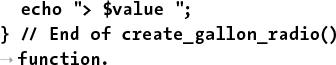 echo "> $value ";
} // End of create_gallon_radio()
→ function.